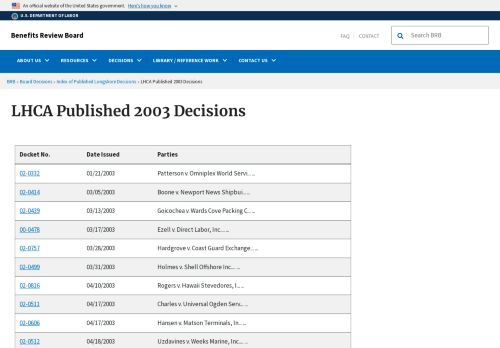 An official website of the United States government. Here's how you know
U.S. DEPARTMENT OF LABOR
Benefits Review Board
FAQ CONTACT
Search BRB
ABOUT US RESOURCES DECISIONS LIBRARY / REFERENCE WORK CONTACT US
BRB › Board Decisions › Index of Published Longshore Decisions › LHCA Published 2003 Decisions
LHCA Published 2003 Decisions
Docket No. Date Issued Parties
02-0332 01/21/2003 Patterson v. Omniplex World Servi.....
02-0414 03/05/2003 Boone v. Newport News Shipbui.....
02-0439 03/13/2003 Goicochea v. Wards Cove Packing C.....
00-0478 03/17/2003 Ezell v. Direct Labor, Inc.....
02-0757 03/28/2003 Hardgrove v. Coast Guard Exchange.....
02-0499 03/31/2003 Holmes v. Shell Offshore Inc.....
02-0816 04/10/2003 Rogers v. Hawaii Stevedores, I.....
02-0511 04/17/2003 Charles v. Universal Ogden Serv.....
02-0606 04/17/2003 Hansen v. Matson Terminals, In.....
02-0512 04/18/2003 Uzdavines v. Weeks Marine, Inc.....